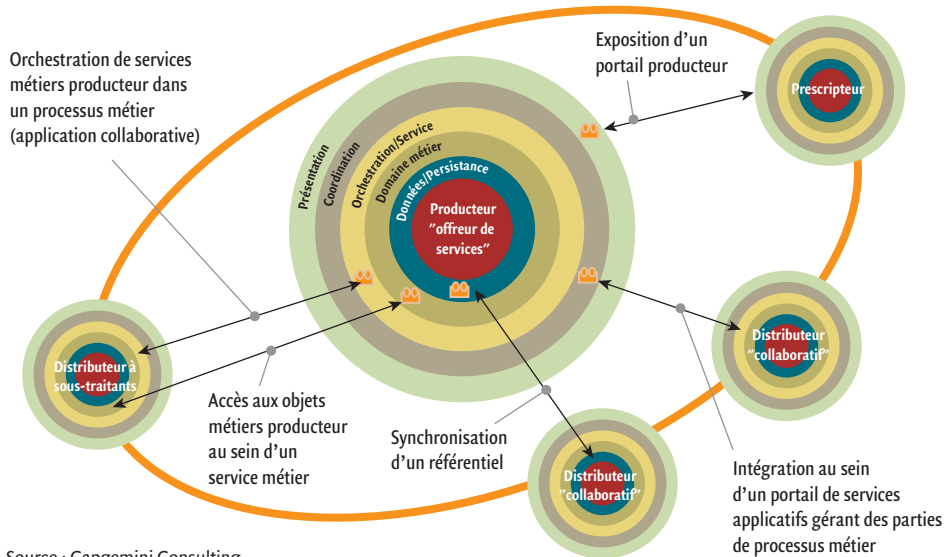 Orchestration de services
métiers producteur dans
un processus métier
(application collaborative)
Exposition d'un
portail producteur
Prescripteur
Présentation
Coordination
Orchestration/Service
Domaine métier
Données/Persistance
Producteur
"offreur de
services"
Distributeur à
sous-traitants
Distributeur
"collaboratif"
Accès aux objets
métiers producteur
au sein d'un
service métier
Synchronisation
d'un référentiel
Distributeur
"collaboratif"
Intégration au sein
d'un portail de services
applicatifs gérant des parties
de processus métier
Source : Capgemini Consulting